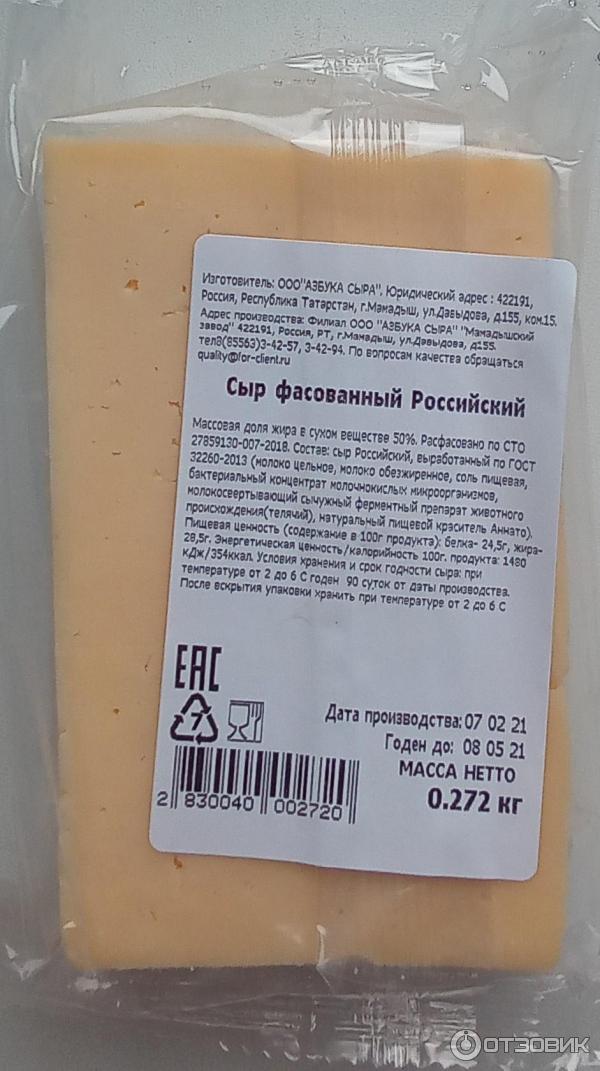 Изготовитель: ООО"АЗБУКА СЫРА", Юридический адрес : 422191,
Россия, Республика Татарстан, г.Мамадыш, ул.Давыдова, д155, ком.15.
Адрес производства: Филиал ООО "АЗБУКА СЫРА" "Мамадышский
завод" 422191, Россия, РТ, г.Мамадыш, ул.Давыдова, д155.
тел8(85563)3-42-57, 3-42-94. По вопросам качества обращаться
quality@for-client.ru
Сыр фасованный Российский
Массовая доля жира в сухом веществе 50%. Расфасовано по СТО
27859130-007-2018. Состав: сыр Российский, выработанный по ГОСТ
32260-2013 (молоко цельное, молоко обезжиренное, соль пищевая,
бактериальный концентрат молочнокислых микроорганизмов,
молокосвертывающий сычужный ферментный препарат животного
происхождения(телячий), натуральный пищевой краситель Аннато).
Пищевая ценность (содержание в 100г продукта): белка- 24,5г, жира-
28,5г. Энергетическая ценность/калорийность 100г. продукта: 1480
кДж/354ккал. Условия хранения и срок годности сыра: при
температуре от 2 до 6 С годен 90 суток от даты производства.
После вскрытия упаковки хранить при температуре от 2 до 6 С
EAC
7
Дата производства: 07 02 21
Годен до: 08 05 21
МАССА НЕТТО
0.272 кг
2 830040 002720
ОТЗОВИК